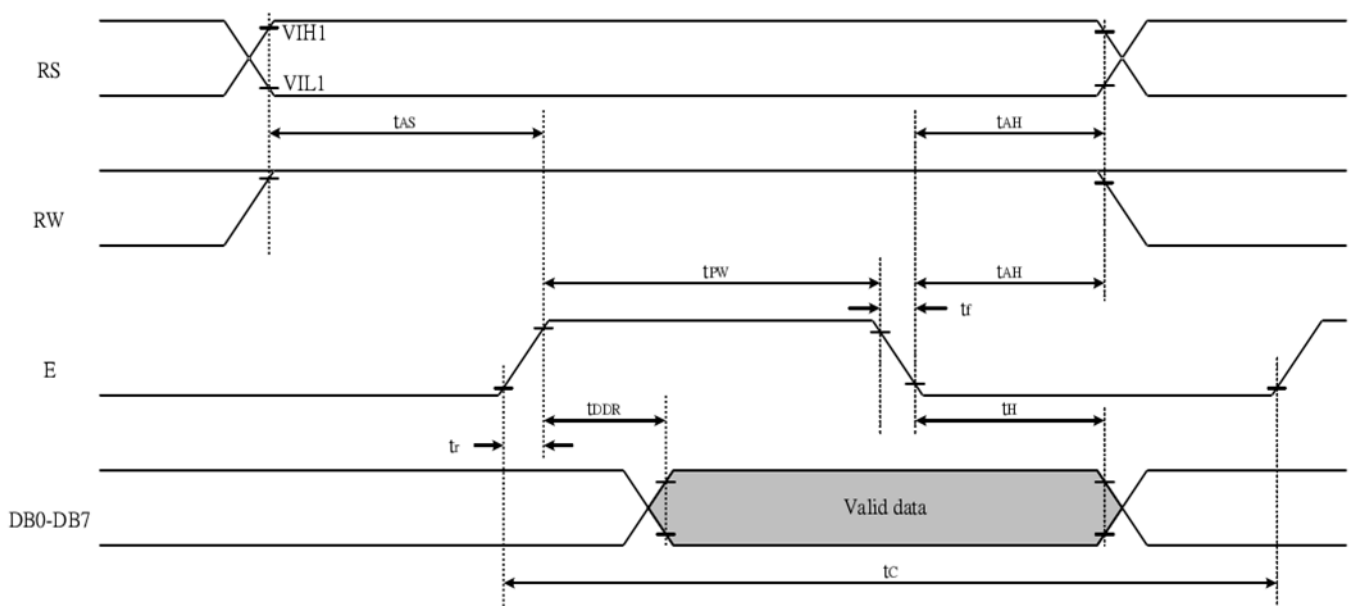 VIH1
RS
VIL1
tAS
tAH
RW
tPW
tAH
tf
E
tDDR
tH
tr
Valid data
DB0-DB7
tC